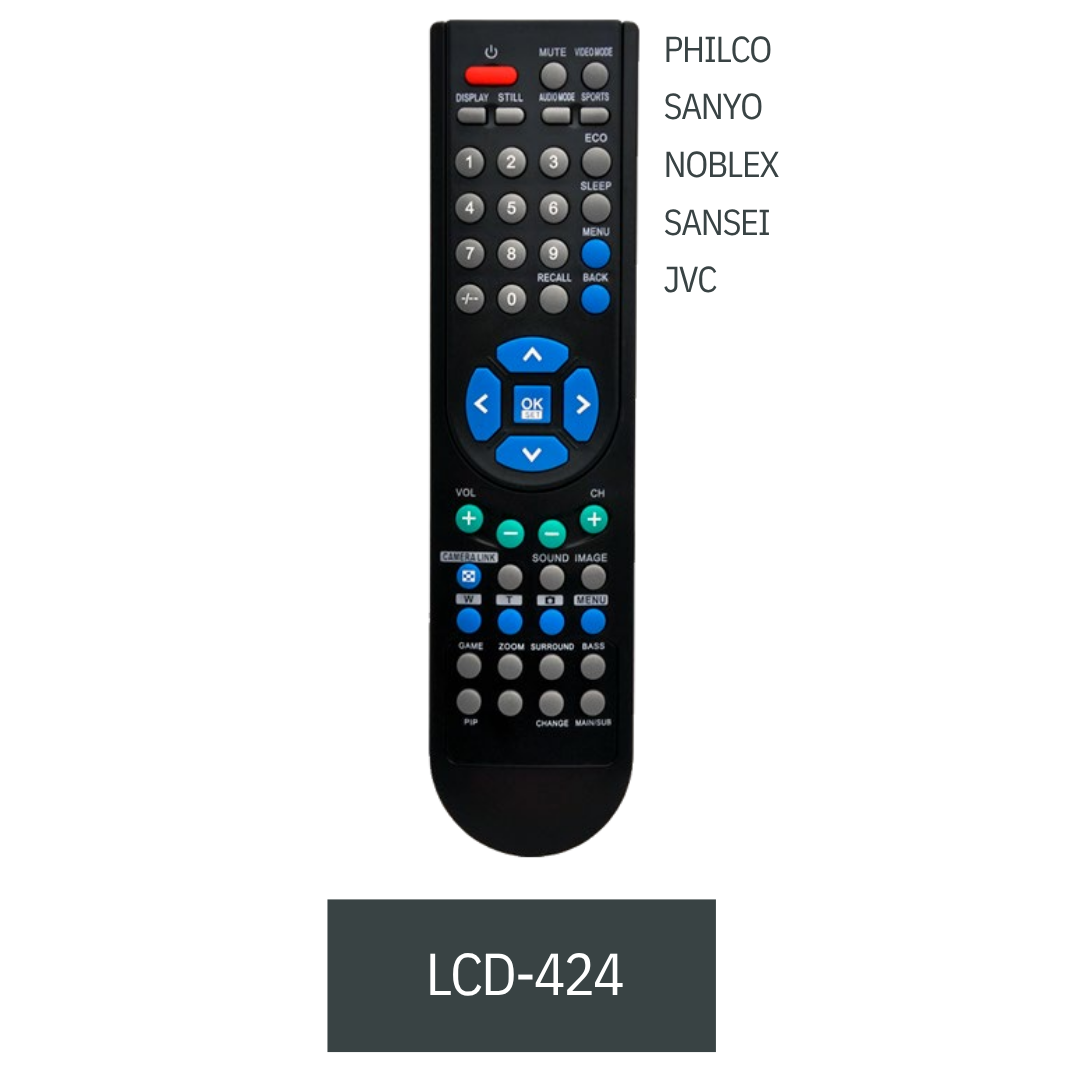 PHILCO
SANYO
NOBLEX
SANSEI
JVC
MUTE VIDEO MODE
DISPLAY STILL AUDIO MODE SPORTS
ECO
1 2 3
SLEEP
4 5 6
MENU
7 8 9
RECALL BACK
-/-- 0
OK
SET
VOL CH
+ +
− −
CAMERA LINK SOUND IMAGE
W T MENU
GAME ZOOM SURROUND BASS
PIP CHANGE MAIN/SUB
LCD-424